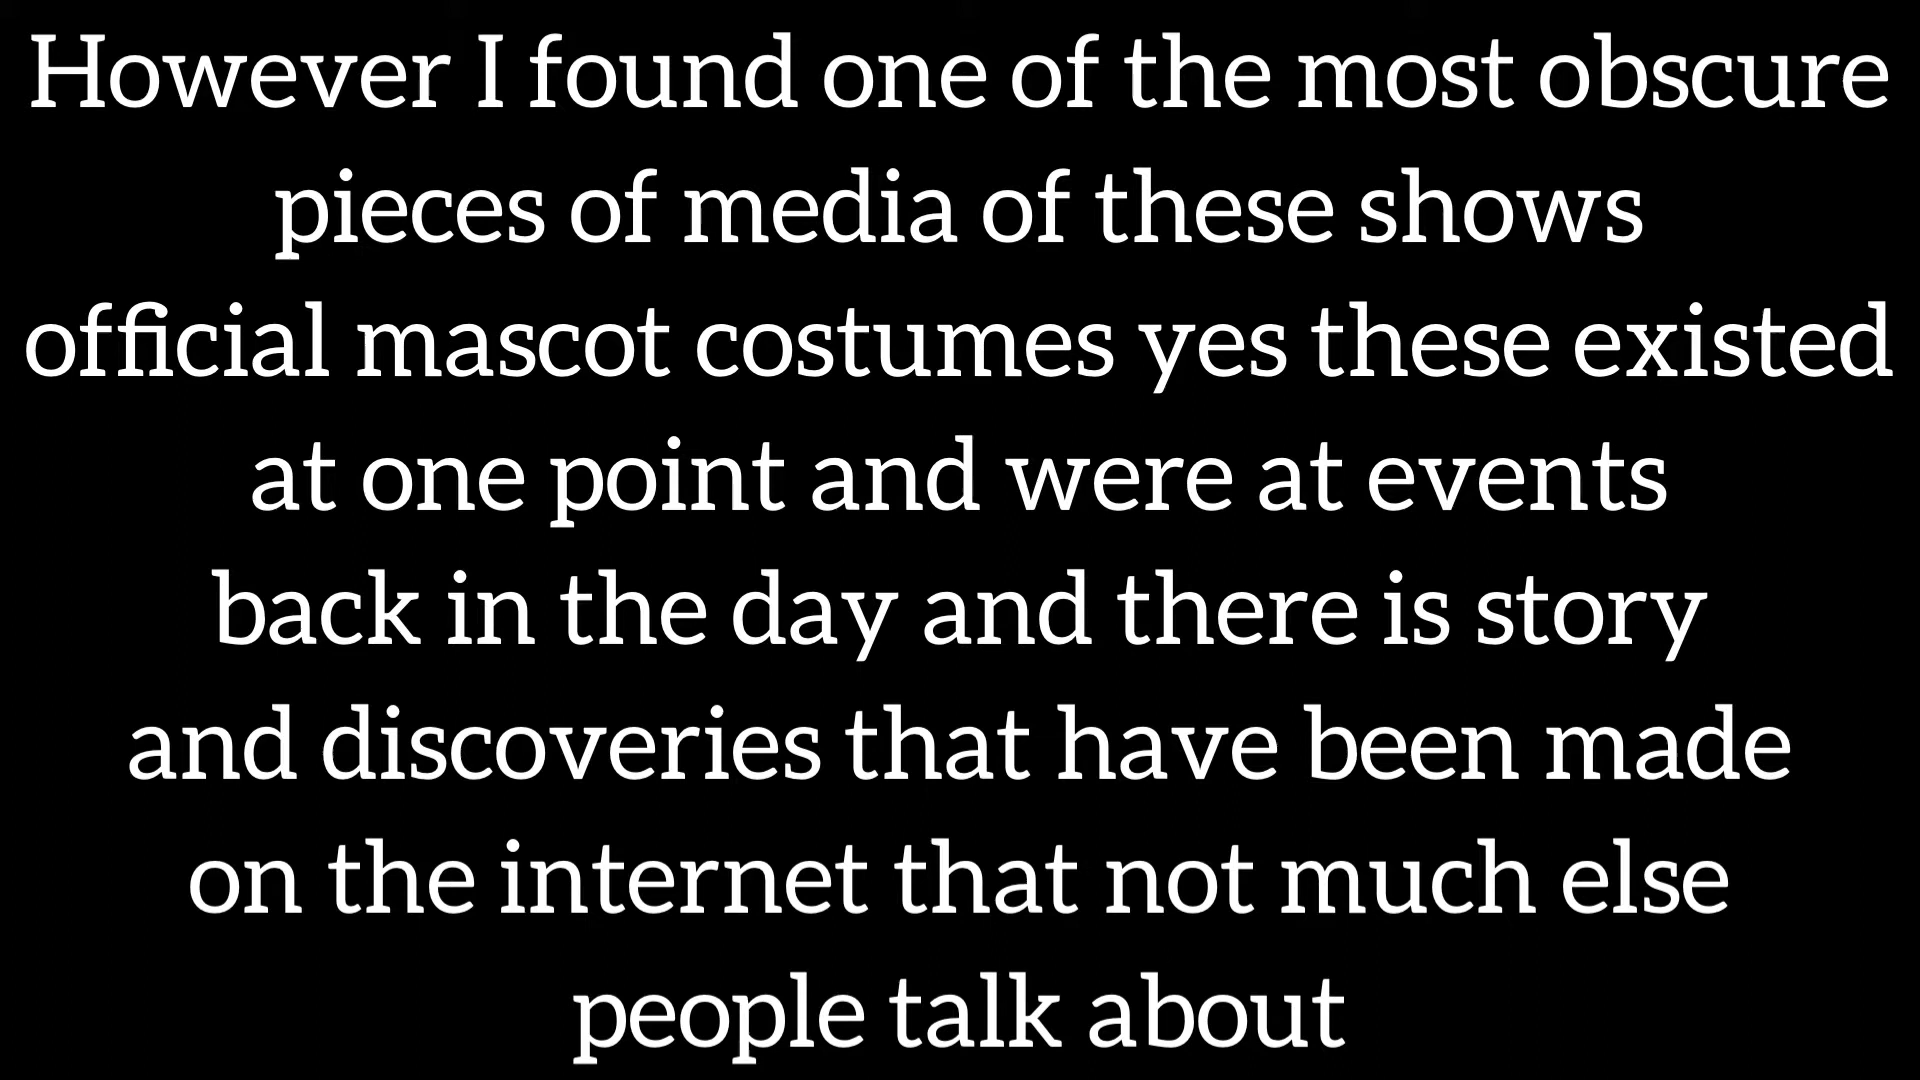 However I found one of the most obscure
pieces of media of these shows
official mascot costumes yes these existed
at one point and were at events
back in the day and there is story
and discoveries that have been made
on the internet that not much else
people talk about